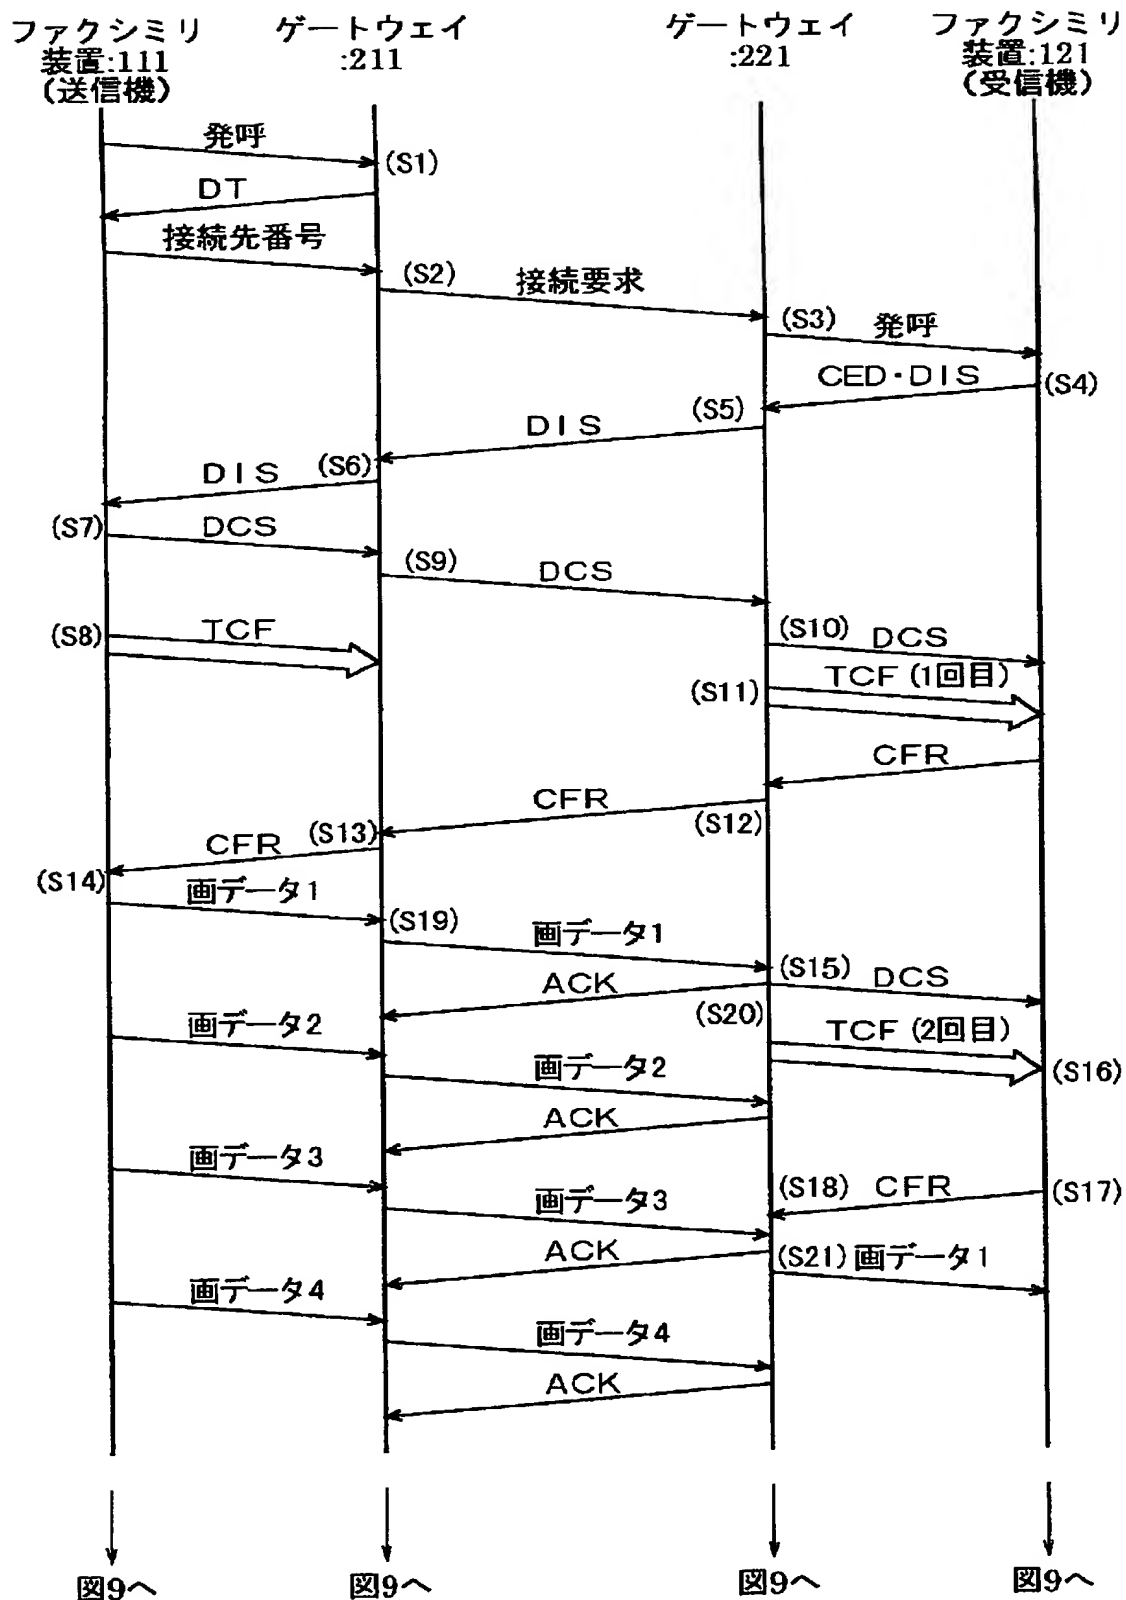 ファクシミリ
装置:111
(送信機)
ゲートウェイ
:211
ゲートウェイ
:221
ファクシミリ
装置:121
(受信機)
発呼
(S1)
DT
接続先番号
(S2)
接続要求
(S3)
発呼
CED・DIS
(S4)
(S5)
DIS
(S6)
DIS
(S7)
DCS
(S9)
DCS
(S8)
TCF
(S10)
DCS
(S11)
TCF (1回目)
CFR
CFR
(S12)
(S13)
CFR
(S14)
画データ1
(S19)
画データ1
(S15)
DCS
ACK
(S20)
画データ2
TCF (2回目)
(S16)
画データ2
ACK
画データ3
(S18)
CFR
(S17)
画データ3
ACK
(S21)
画データ1
画データ4
画データ4
ACK
図9へ
図9へ
図9へ
図9へ